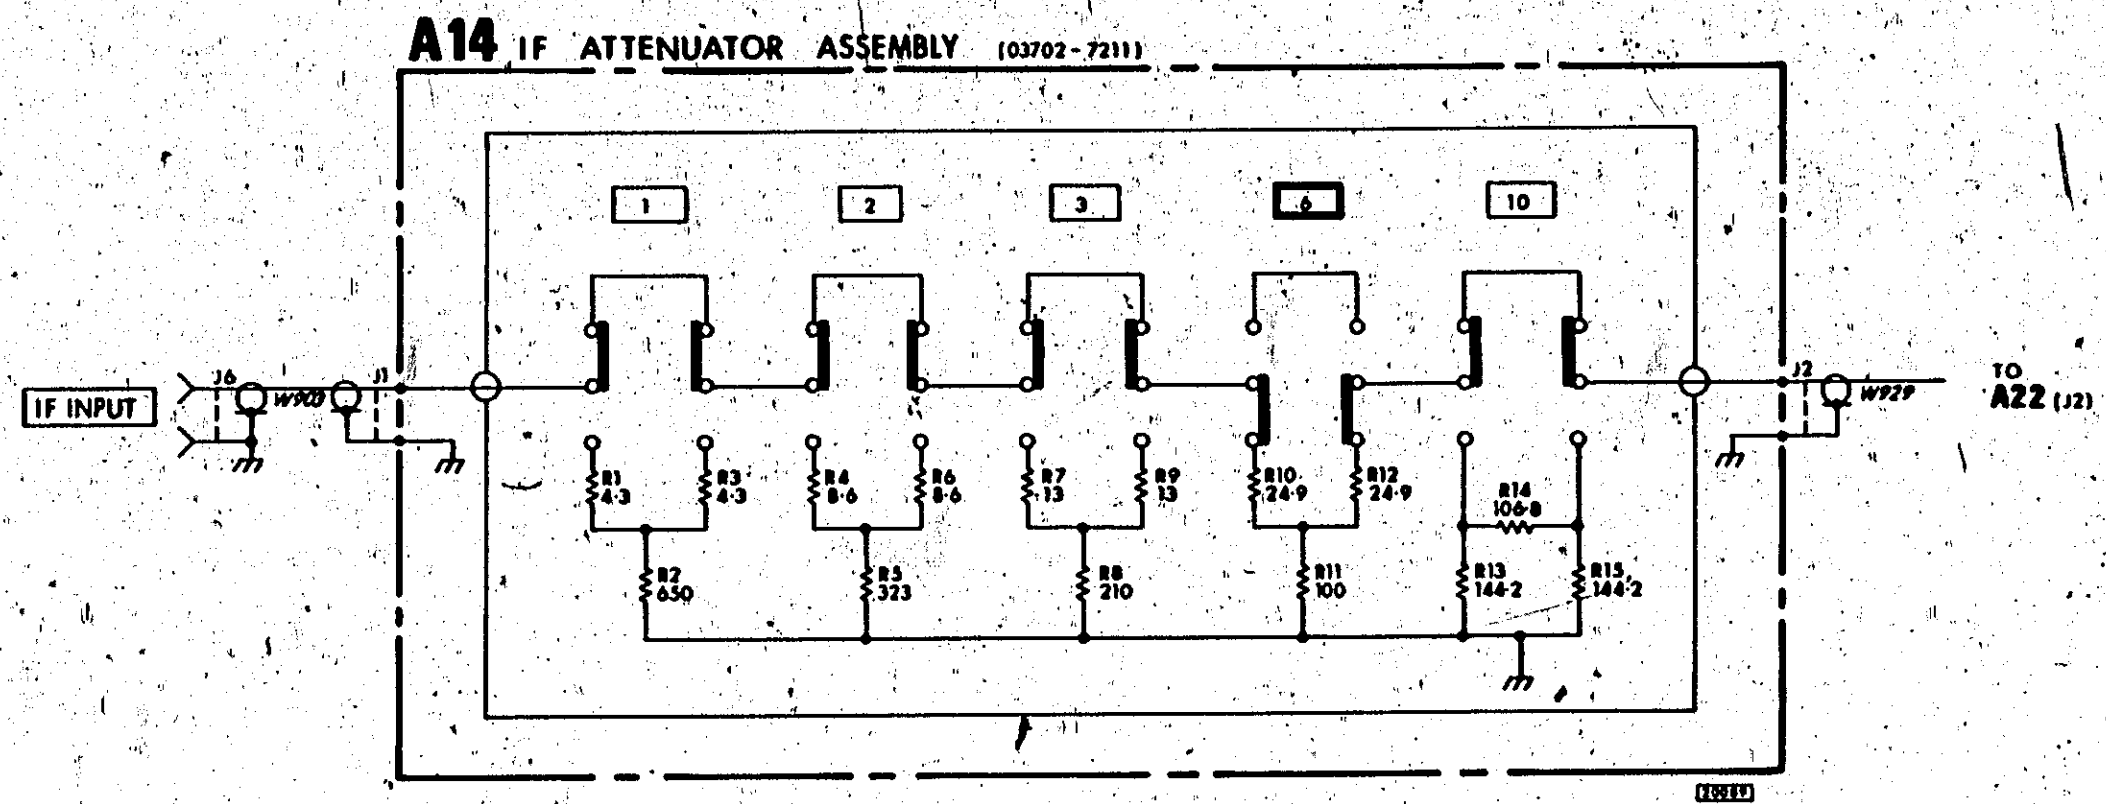 A14 IF ATTENUATOR ASSEMBLY (03702-7211)
1 2 3 6 10
IF INPUT
J6
W903
J1
J2
W929
TO
A22 (J2)
R1
4.3
R3
4.3
R4
8.6
R6
8.6
R7
13
R9
13
R10
24.9
R12
24.9
R14
106.8
R2
650
R5
323
R8
210
R11
100
R13
144.2
R15
144.2